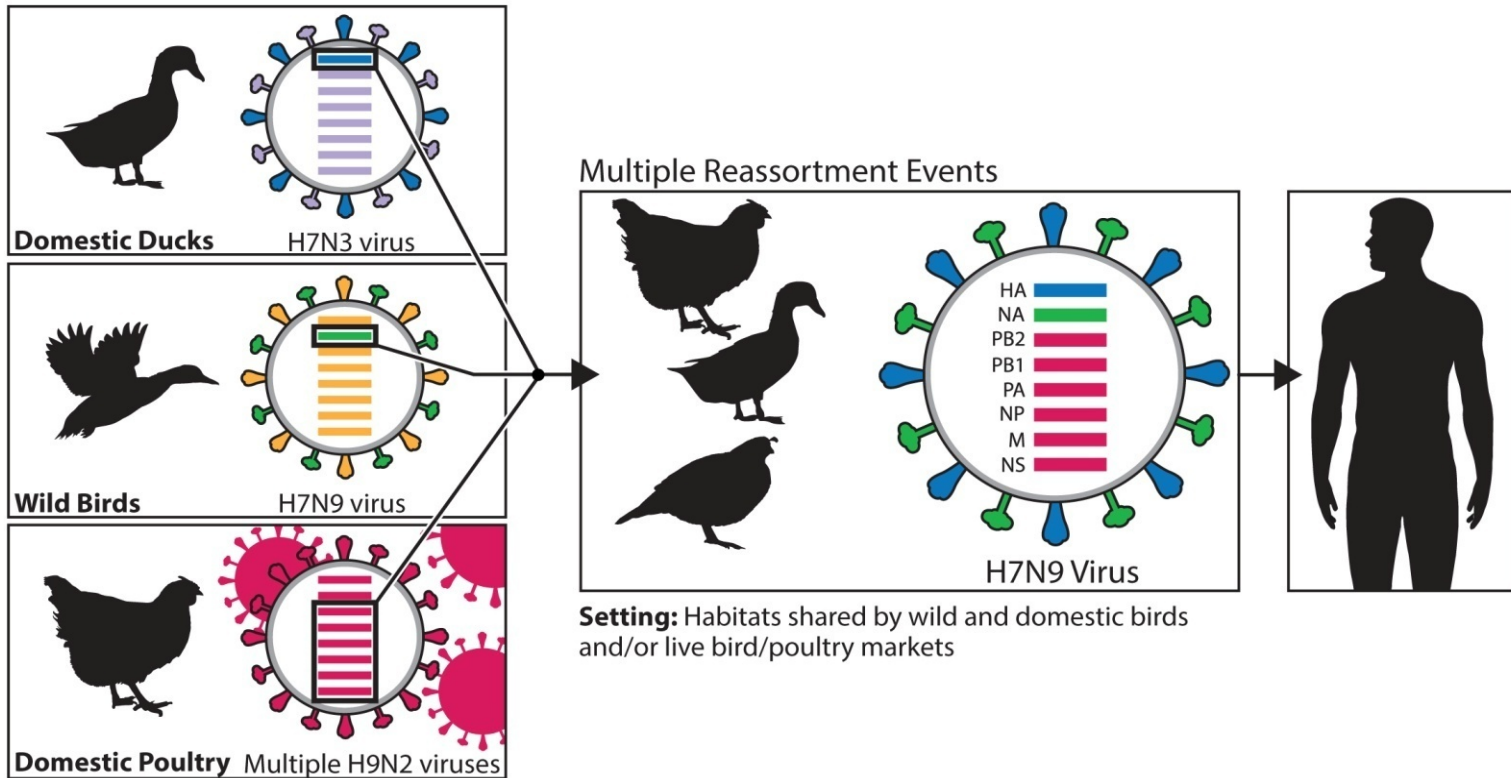 Domestic Ducks
H7N3 virus
Wild Birds
H7N9 virus
Domestic Poultry
Multiple H9N2 viruses
Multiple Reassortment Events
HA
NA
PB2
PB1
PA
NP
M
NS
H7N9 Virus
Setting: Habitats shared by wild and domestic birds
and/or live bird/poultry markets